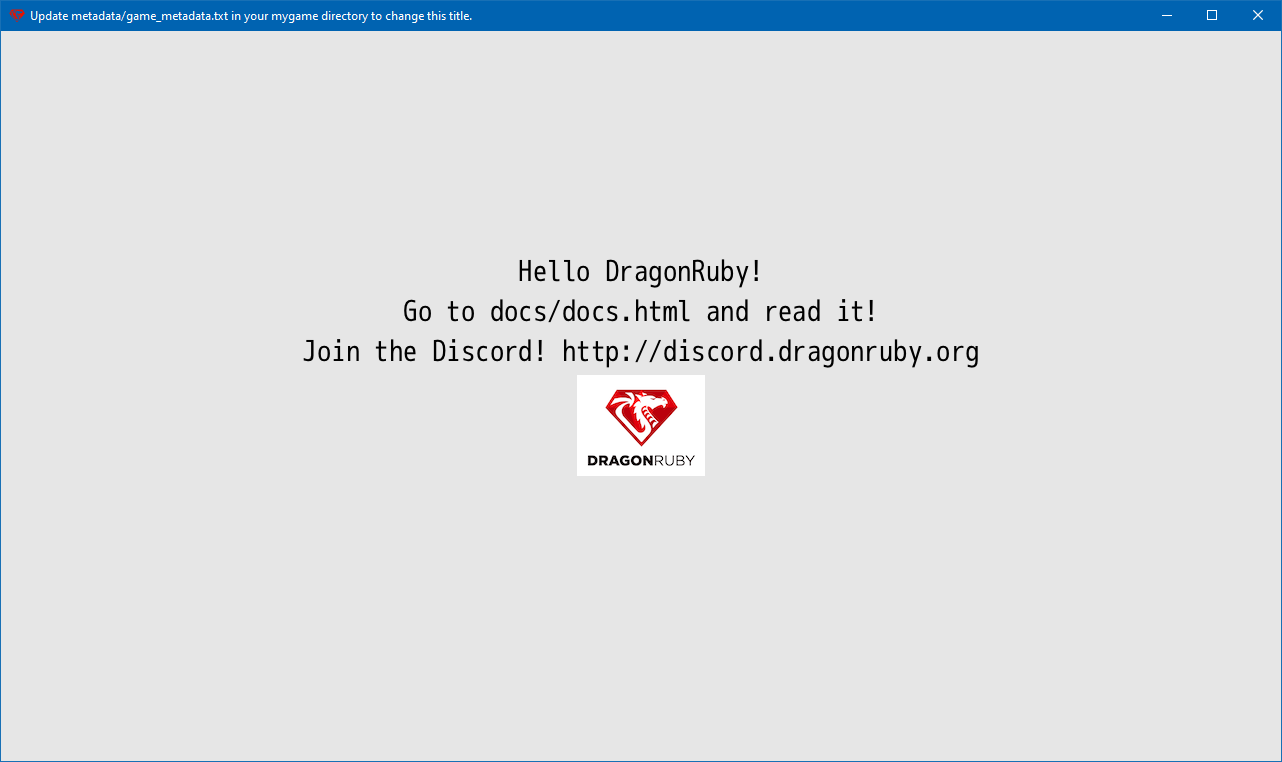 Update metadata/game_metadata.txt in your mygame directory to change this title.
Hello DragonRuby!
Go to docs/docs.html and read it!
Join the Discord! http://discord.dragonruby.org
DRAGONRUBY